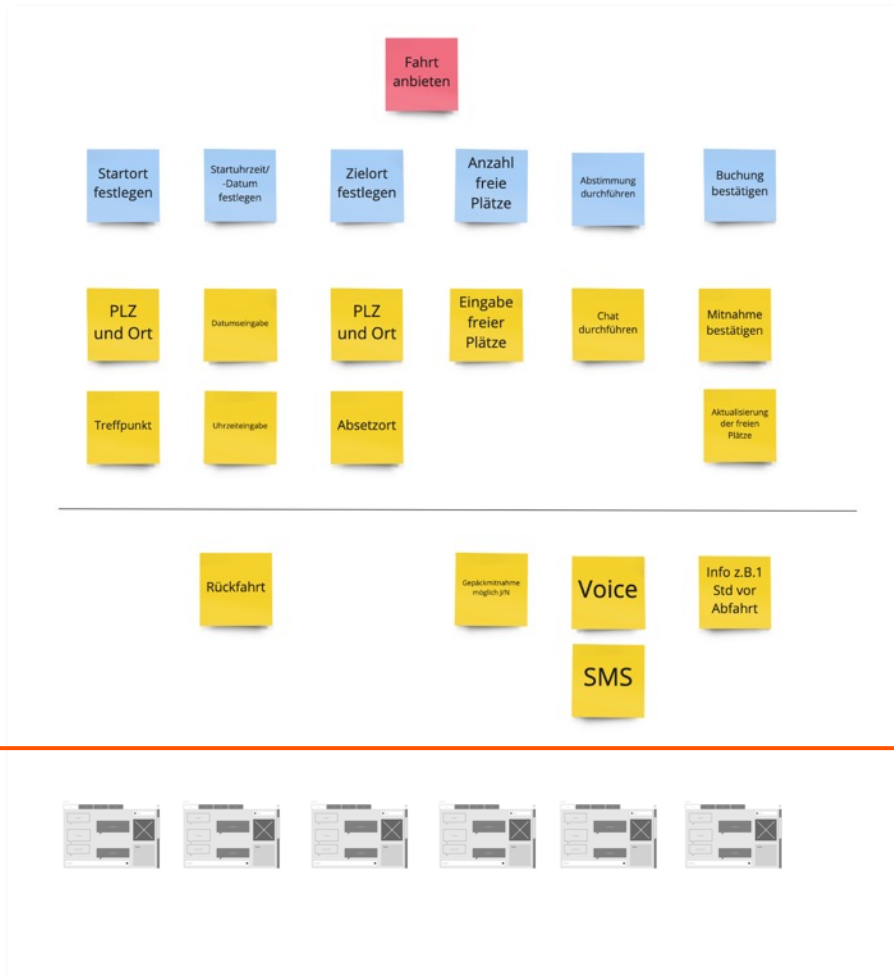 Fahrt
anbieten
Startort
festlegen
Startuhrzeit/
-Datum
festlegen
Zielort
festlegen
Anzahl
freie
Plätze
Abstimmung
durchführen
Buchung
bestätigen
PLZ
und Ort
Datumseingabe
PLZ
und Ort
Eingabe
freier
Plätze
Chat
durchführen
Mitnahme
bestätigen
Treffpunkt
Uhrzeiteingabe
Absetzort
Aktualisierung
der freien
Plätze
Rückfahrt
Gepäckmitnahme
möglich J/N
Voice
Info z.B.1
Std vor
Abfahrt
SMS